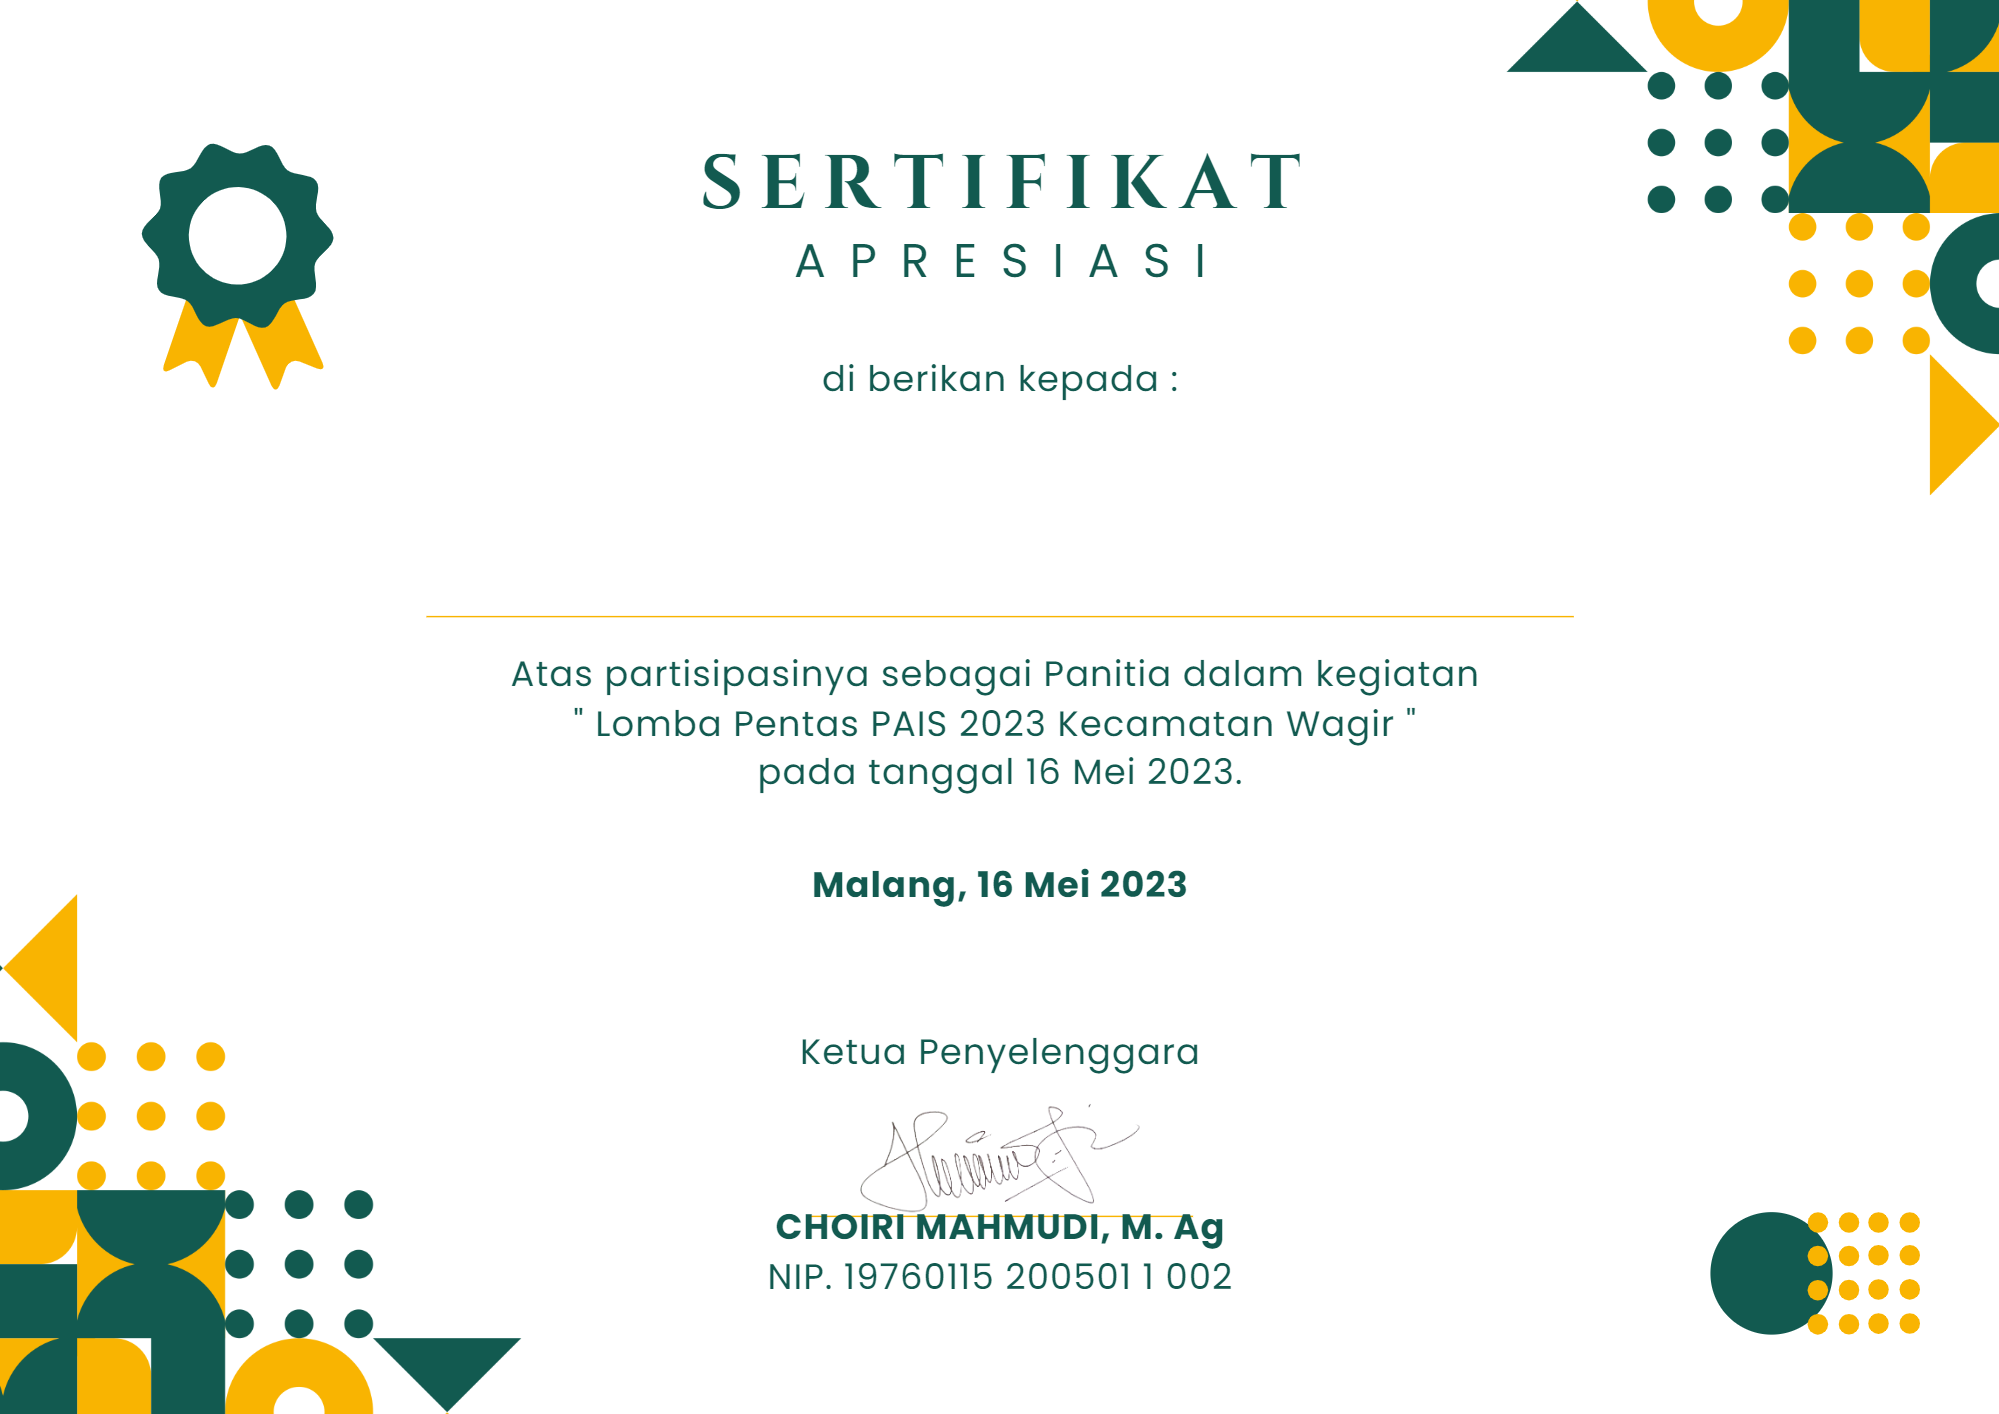 SERTIFIKAT
APRESIASI
di berikan kepada :
Atas partisipasinya sebagai Panitia dalam kegiatan
" Lomba Pentas PAIS 2023 Kecamatan Wagir "
pada tanggal 16 Mei 2023.
Malang, 16 Mei 2023
Ketua Penyelenggara
CHOIRI MAHMUDI, M. Ag
NIP. 19760115 200501 1 002